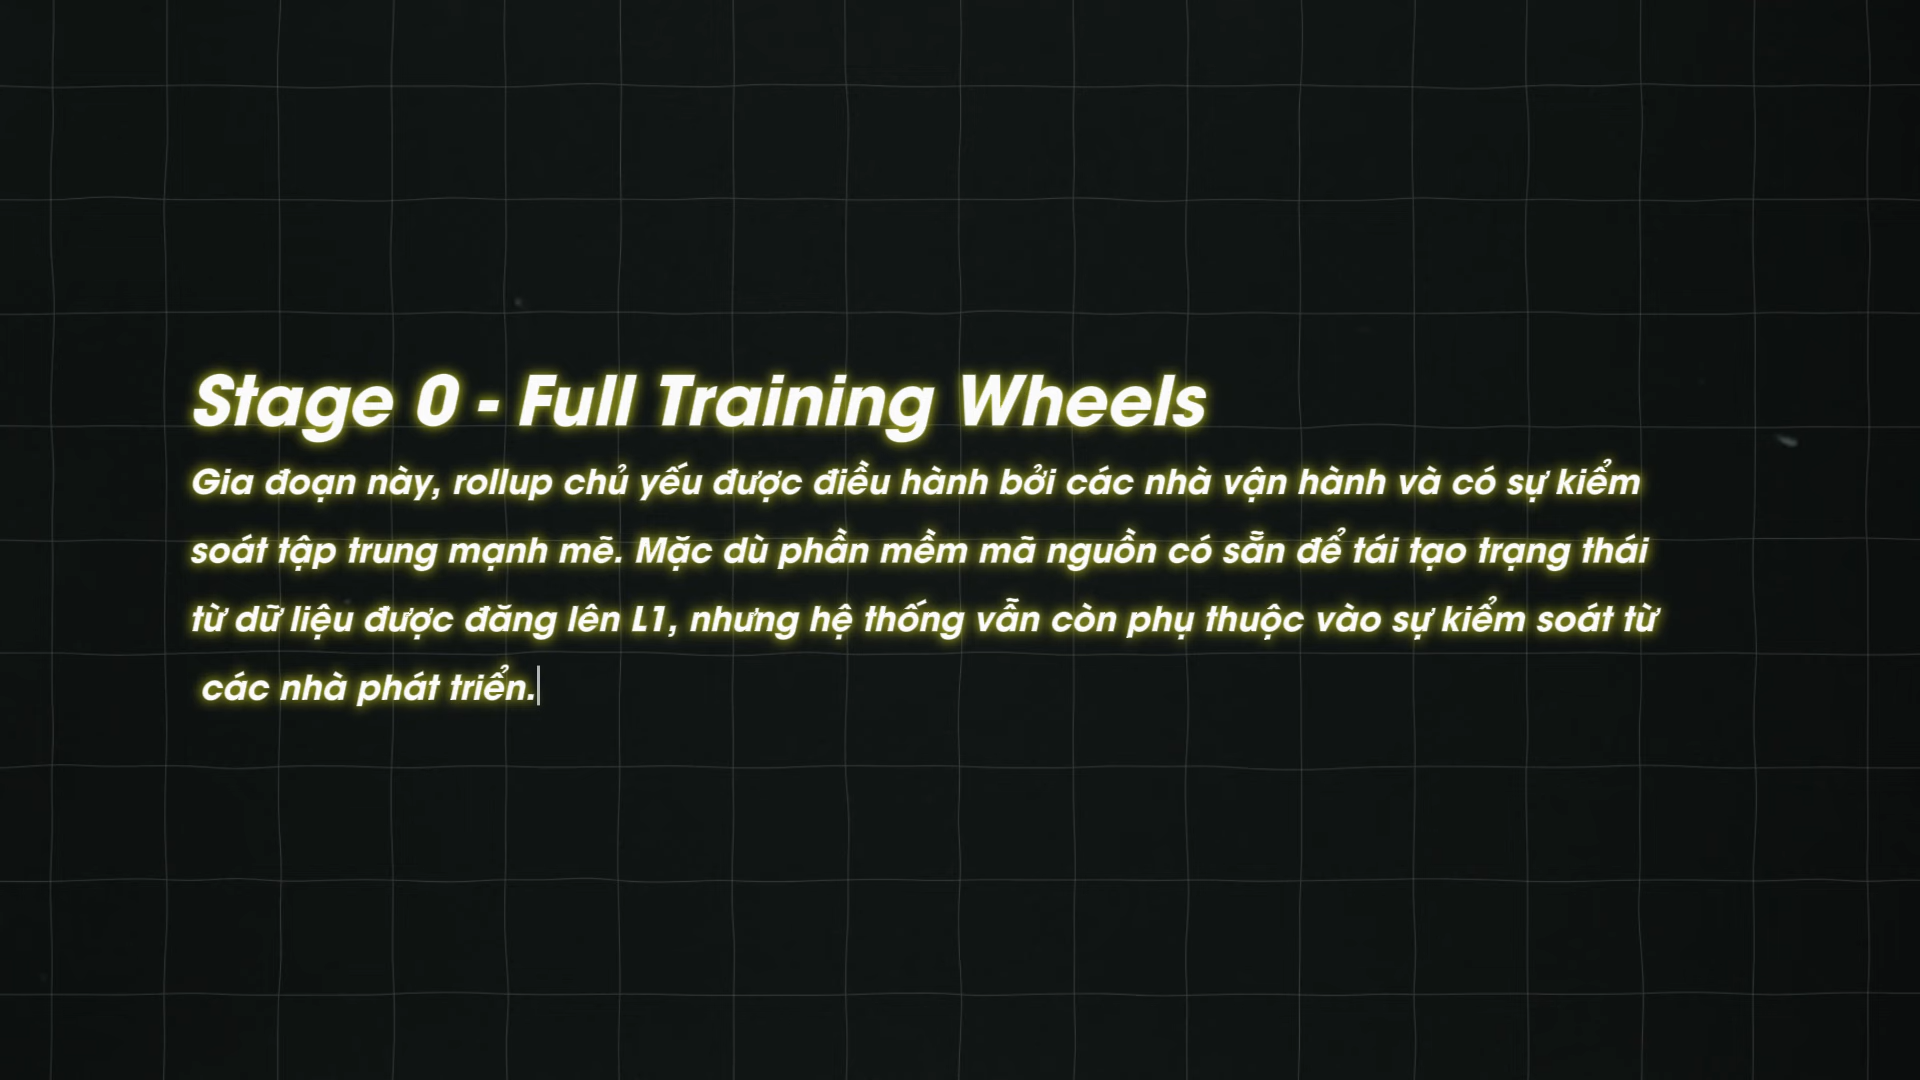 Stage 0 - Full Training Wheels
Gia đoạn này, rollup chủ yếu được điều hành bởi các nhà vận hành và có sự kiểm
soát tập trung mạnh mẽ. Mặc dù phần mềm mã nguồn có sẵn để tái tạo trạng thái
từ dữ liệu được đăng lên L1, nhưng hệ thống vẫn còn phụ thuộc vào sự kiểm soát từ
các nhà phát triển.